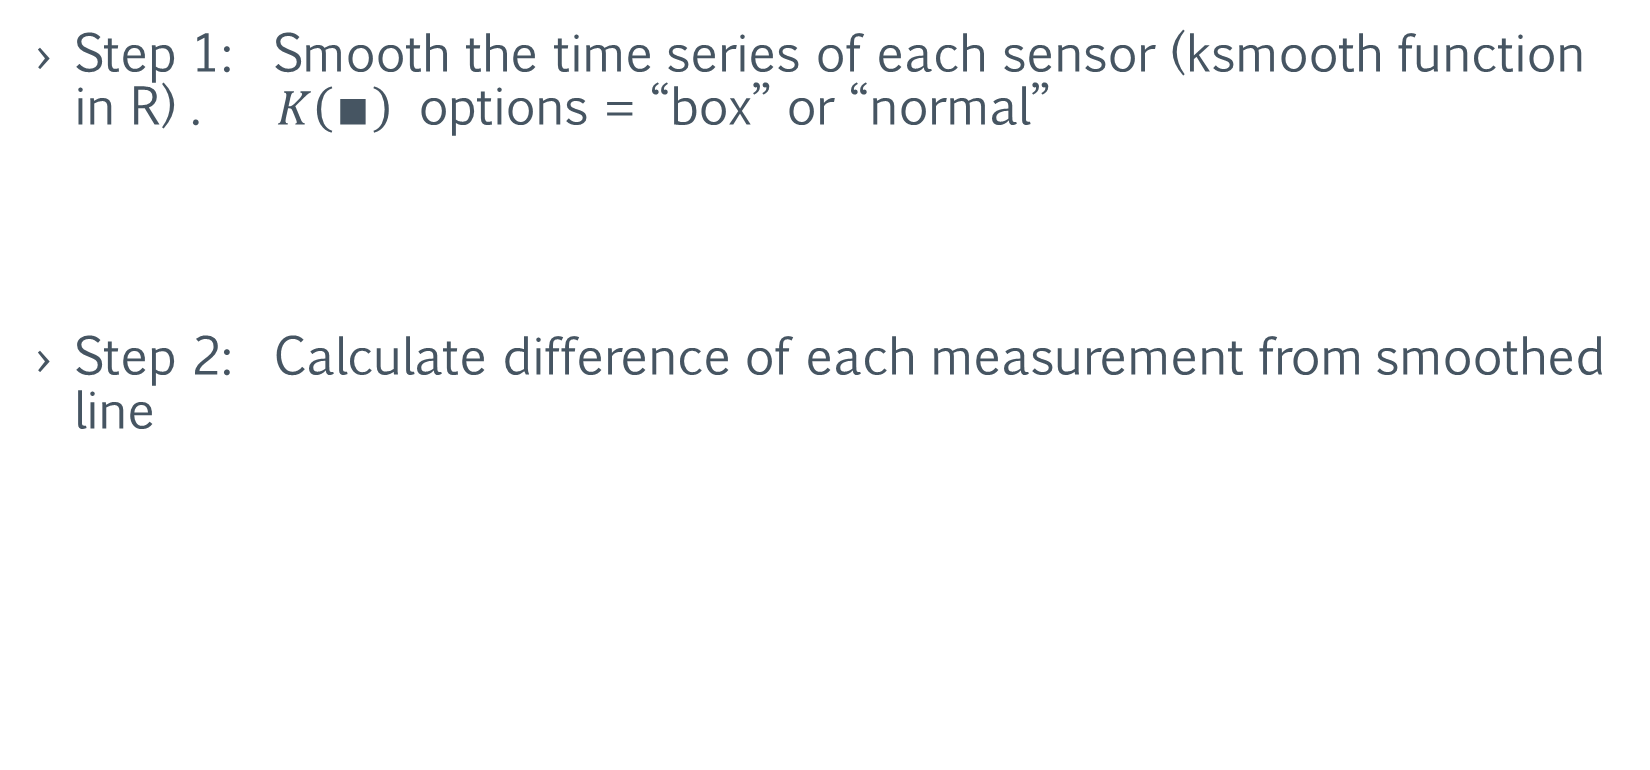 › Step 1: Smooth the time series of each sensor (ksmooth function
in R) . K(■) options = “box” or “normal”
› Step 2: Calculate difference of each measurement from smoothed
line